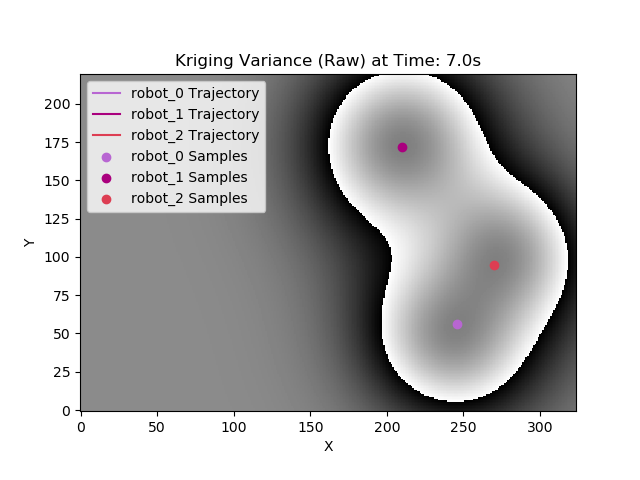 Kriging Variance (Raw) at Time: 7.0s
robot_0 Trajectory
robot_1 Trajectory
robot_2 Trajectory
robot_0 Samples
robot_1 Samples
robot_2 Samples
Y
200
175
150
125
100
75
50
25
0
0 50 100 150 200 250 300
X